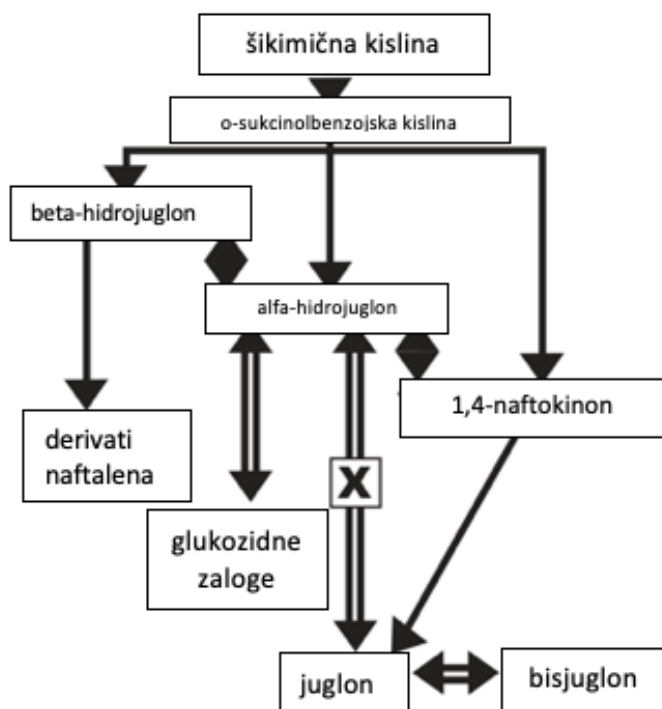 šikimična kislina
o-sukcinolbenzojska kislina
beta-hidrojuglon
alfa-hidrojuglon
1,4-naftokinon
derivati
naftalena
X
glukozidne
zaloge
juglon
bisjuglon